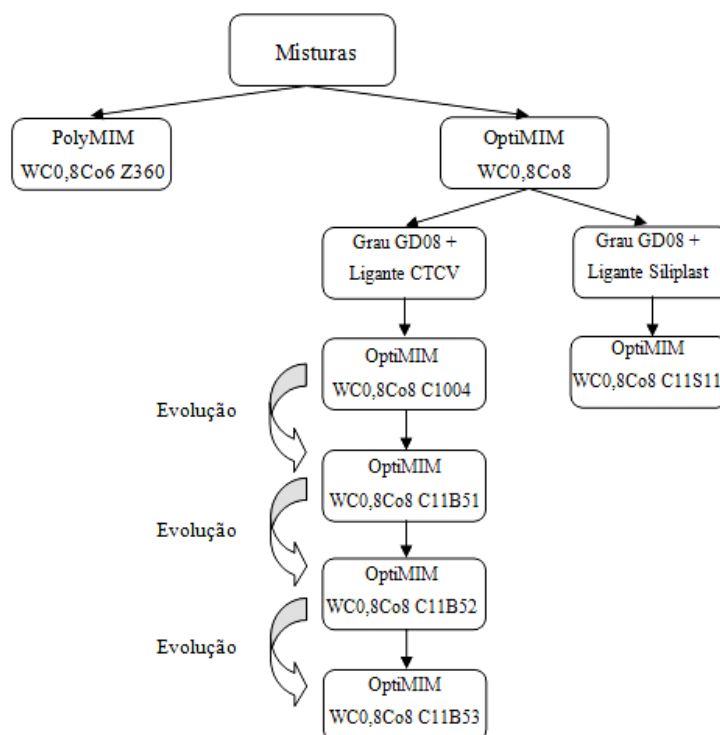 Misturas
PolyMIM
WC0,8Co6 Z360
OptiMIM
WC0,8Co8
Grau GD08 +
Ligante CTCV
Grau GD08 +
Ligante Siliplast
OptiMIM
WC0,8Co8 C1004
OptiMIM
WC0,8Co8 C11S11
Evolução
OptiMIM
WC0,8Co8 C11B51
Evolução
OptiMIM
WC0,8Co8 C11B52
Evolução
OptiMIM
WC0,8Co8 C11B53